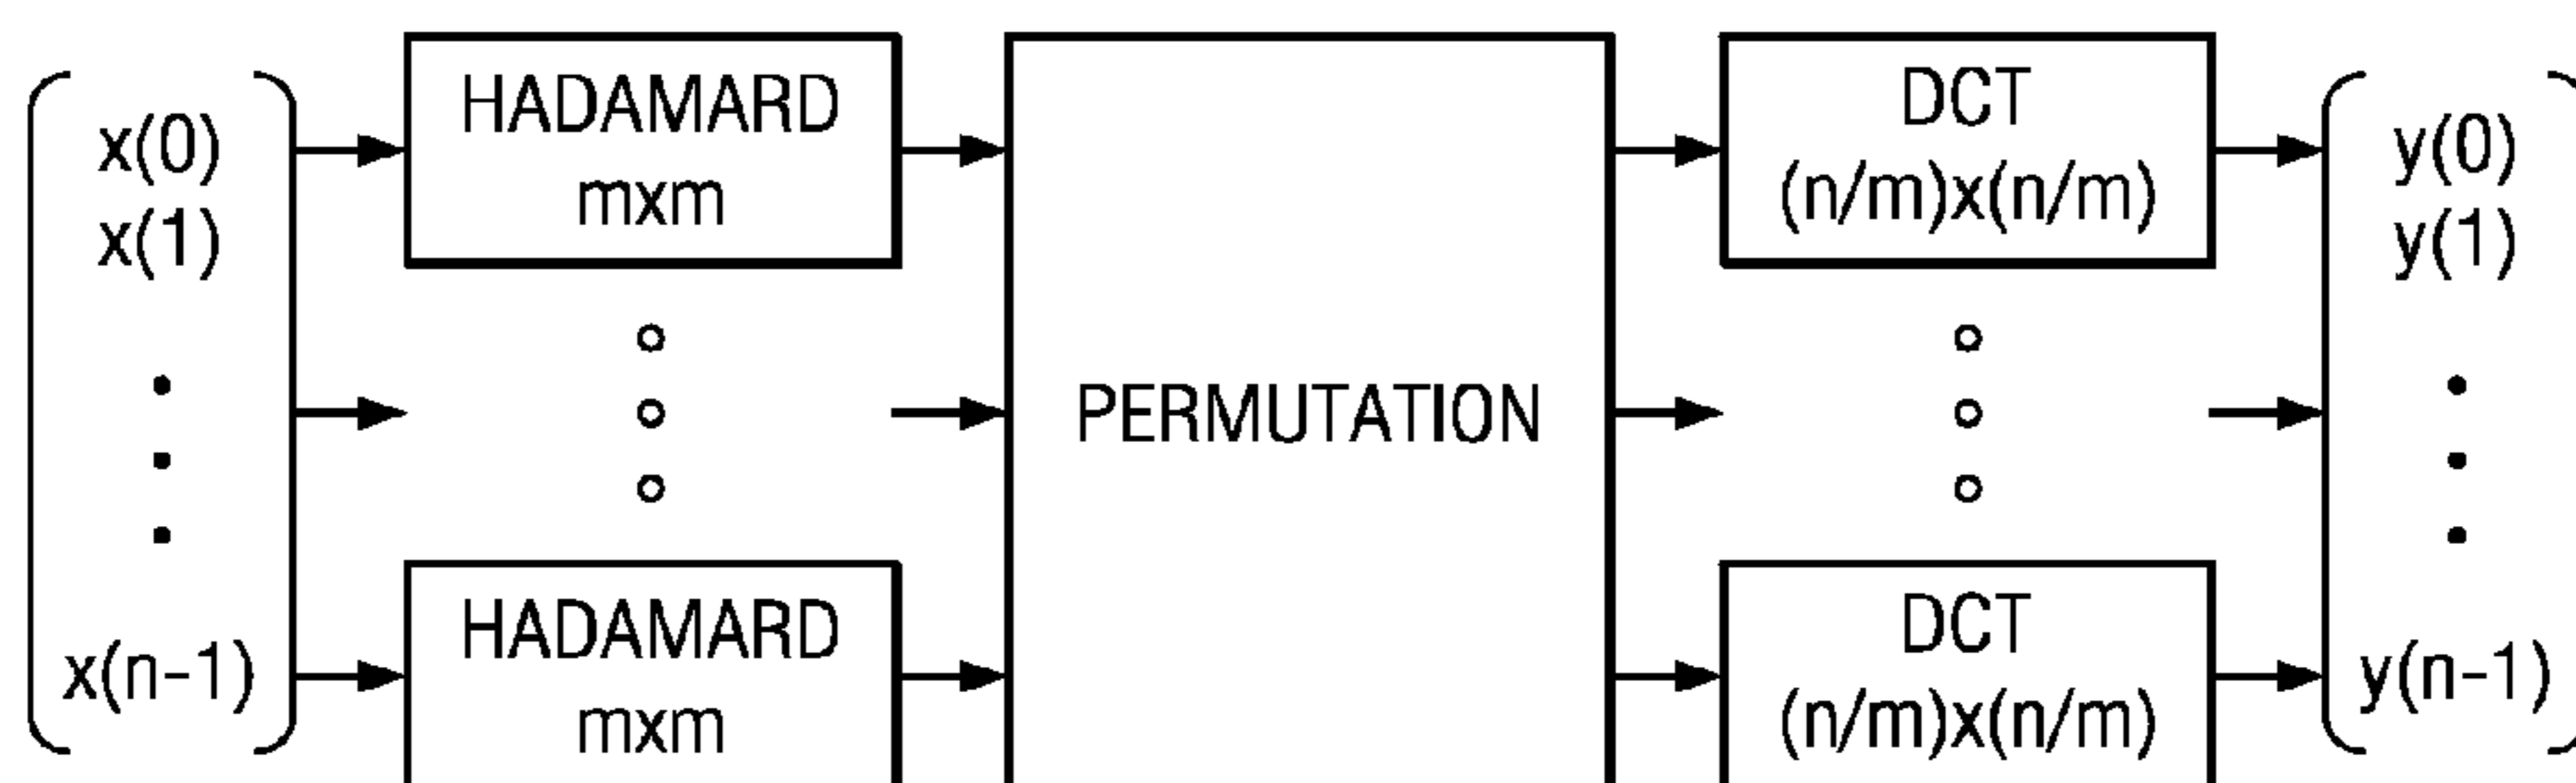 x(0)
x(1)
x(n-1)
HADAMARD
mxm
HADAMARD
mxm
PERMUTATION
DCT
(n/m)x(n/m)
DCT
(n/m)x(n/m)
y(0)
y(1)
y(n-1)